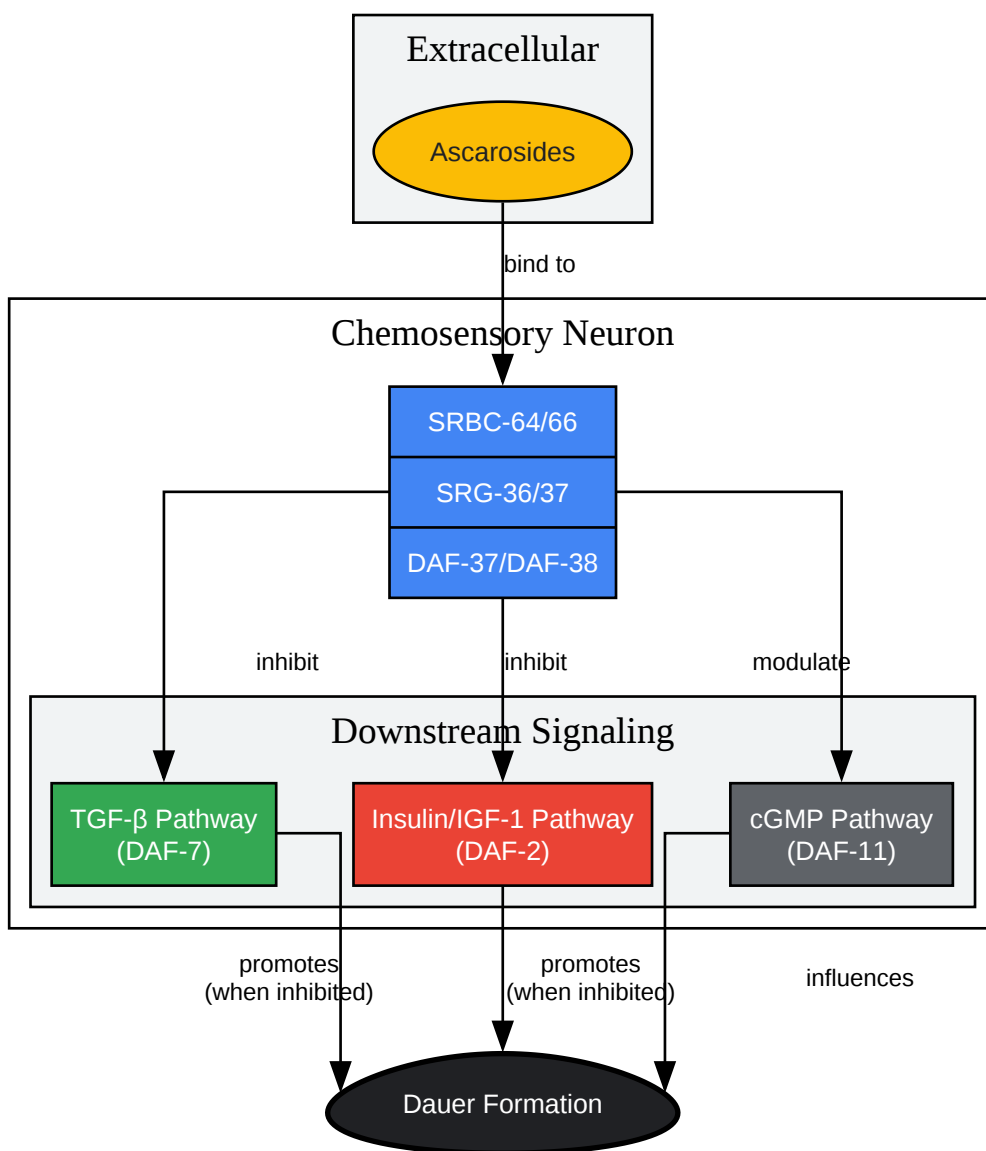 Extracellular
Ascarosides
bind to
Chemosensory Neuron
SRBC-64/66
SRG-36/37
DAF-37/DAF-38
inhibit
inhibit
modulate
Downstream Signaling
TGF-β Pathway
(DAF-7)
Insulin/IGF-1 Pathway
(DAF-2)
cGMP Pathway
(DAF-11)
promotes
(when inhibited)
promotes
(when inhibited)
influences
Dauer Formation